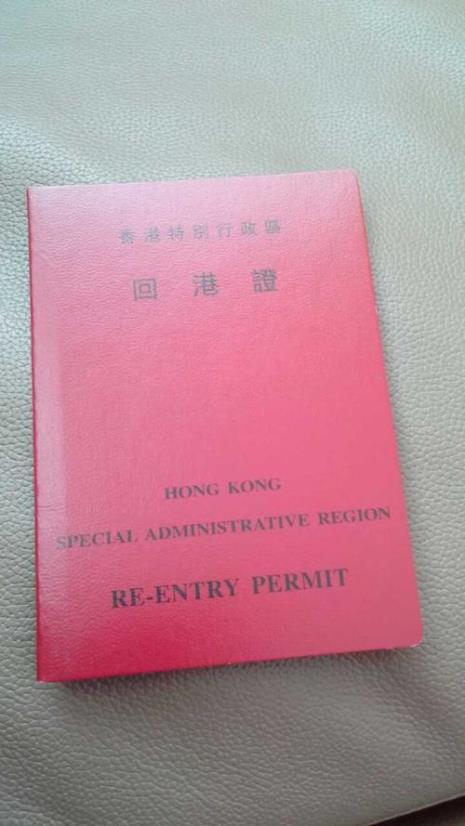 香港特別行政區
回港證
HONG KONG
SPECIAL ADMINISTRATIVE REGION
RE-ENTRY PERMIT